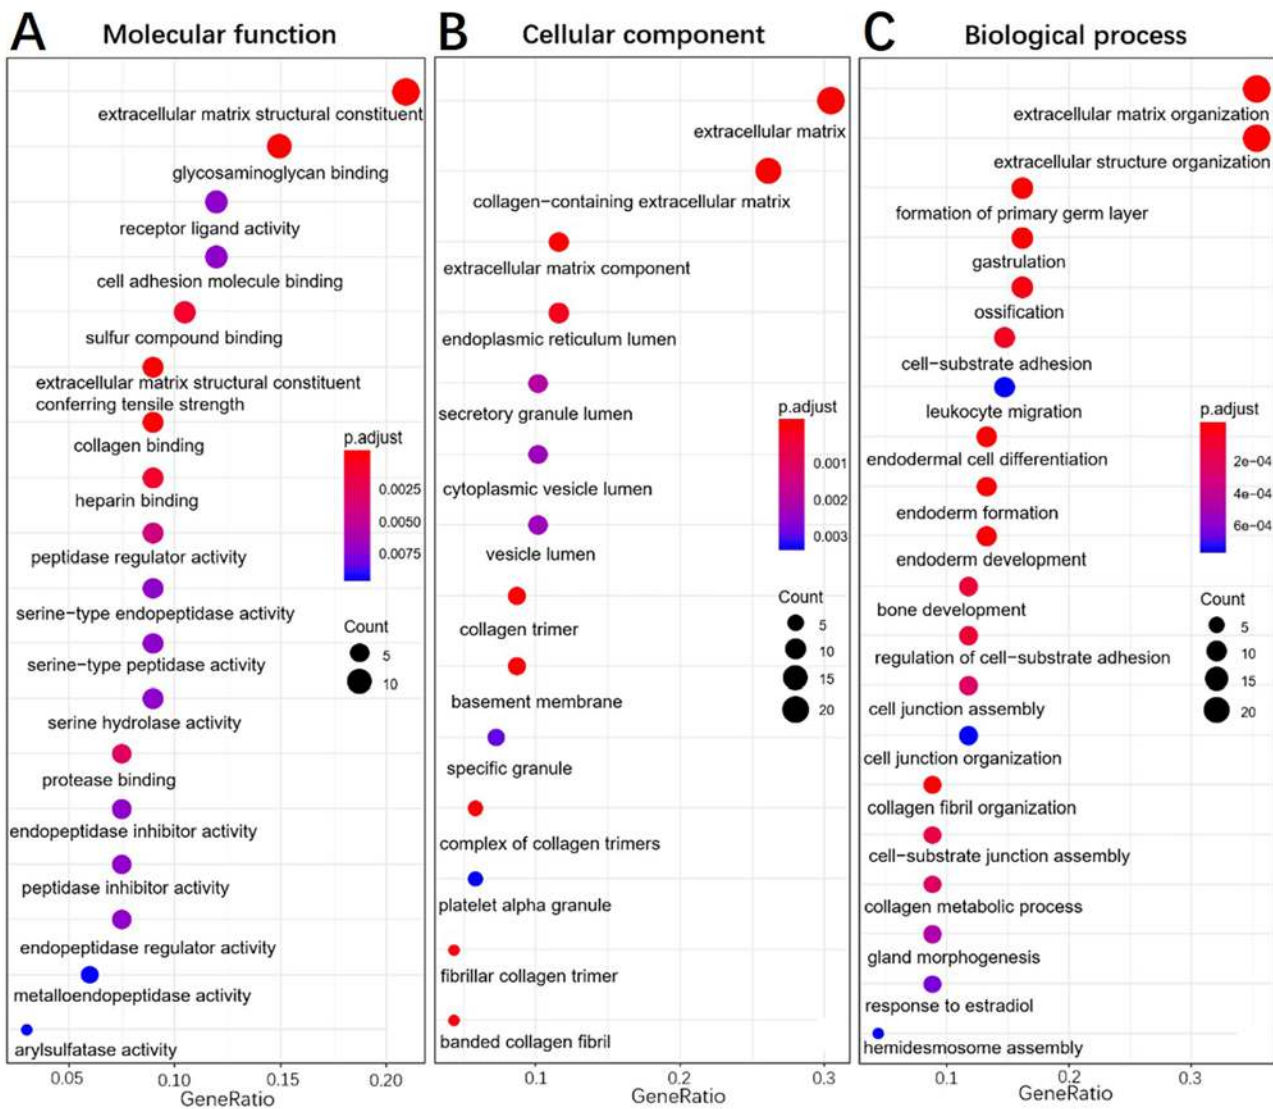 A Molecular function
extracellular matrix structural constituent
glycosaminoglycan binding
receptor ligand activity
cell adhesion molecule binding
sulfur compound binding
extracellular matrix structural constituent
conferring tensile strength
collagen binding
heparin binding
peptidase regulator activity
serine−type endopeptidase activity
serine−type peptidase activity
serine hydrolase activity
protease binding
endopeptidase inhibitor activity
peptidase inhibitor activity
endopeptidase regulator activity
metalloendopeptidase activity
arylsulfatase activity
p.adjust
0.0025
0.0050
0.0075
Count
5
10
0.05 0.10 0.15 0.20
GeneRatio
B Cellular component
extracellular matrix
collagen−containing extracellular matrix
extracellular matrix component
endoplasmic reticulum lumen
secretory granule lumen
cytoplasmic vesicle lumen
vesicle lumen
collagen trimer
basement membrane
specific granule
complex of collagen trimers
platelet alpha granule
fibrillar collagen trimer
banded collagen fibril
p.adjust
0.001
0.002
0.003
Count
5
10
15
20
0.1 0.2 0.3
GeneRatio
C Biological process
extracellular matrix organization
extracellular structure organization
formation of primary germ layer
gastrulation
ossification
cell−substrate adhesion
leukocyte migration
endodermal cell differentiation
endoderm formation
endoderm development
bone development
regulation of cell−substrate adhesion
cell junction assembly
cell junction organization
collagen fibril organization
cell−substrate junction assembly
collagen metabolic process
gland morphogenesis
response to estradiol
hemidesmosome assembly
p.adjust
2e−04
4e−04
6e−04
Count
5
10
15
20
0.1 0.2 0.3
GeneRatio